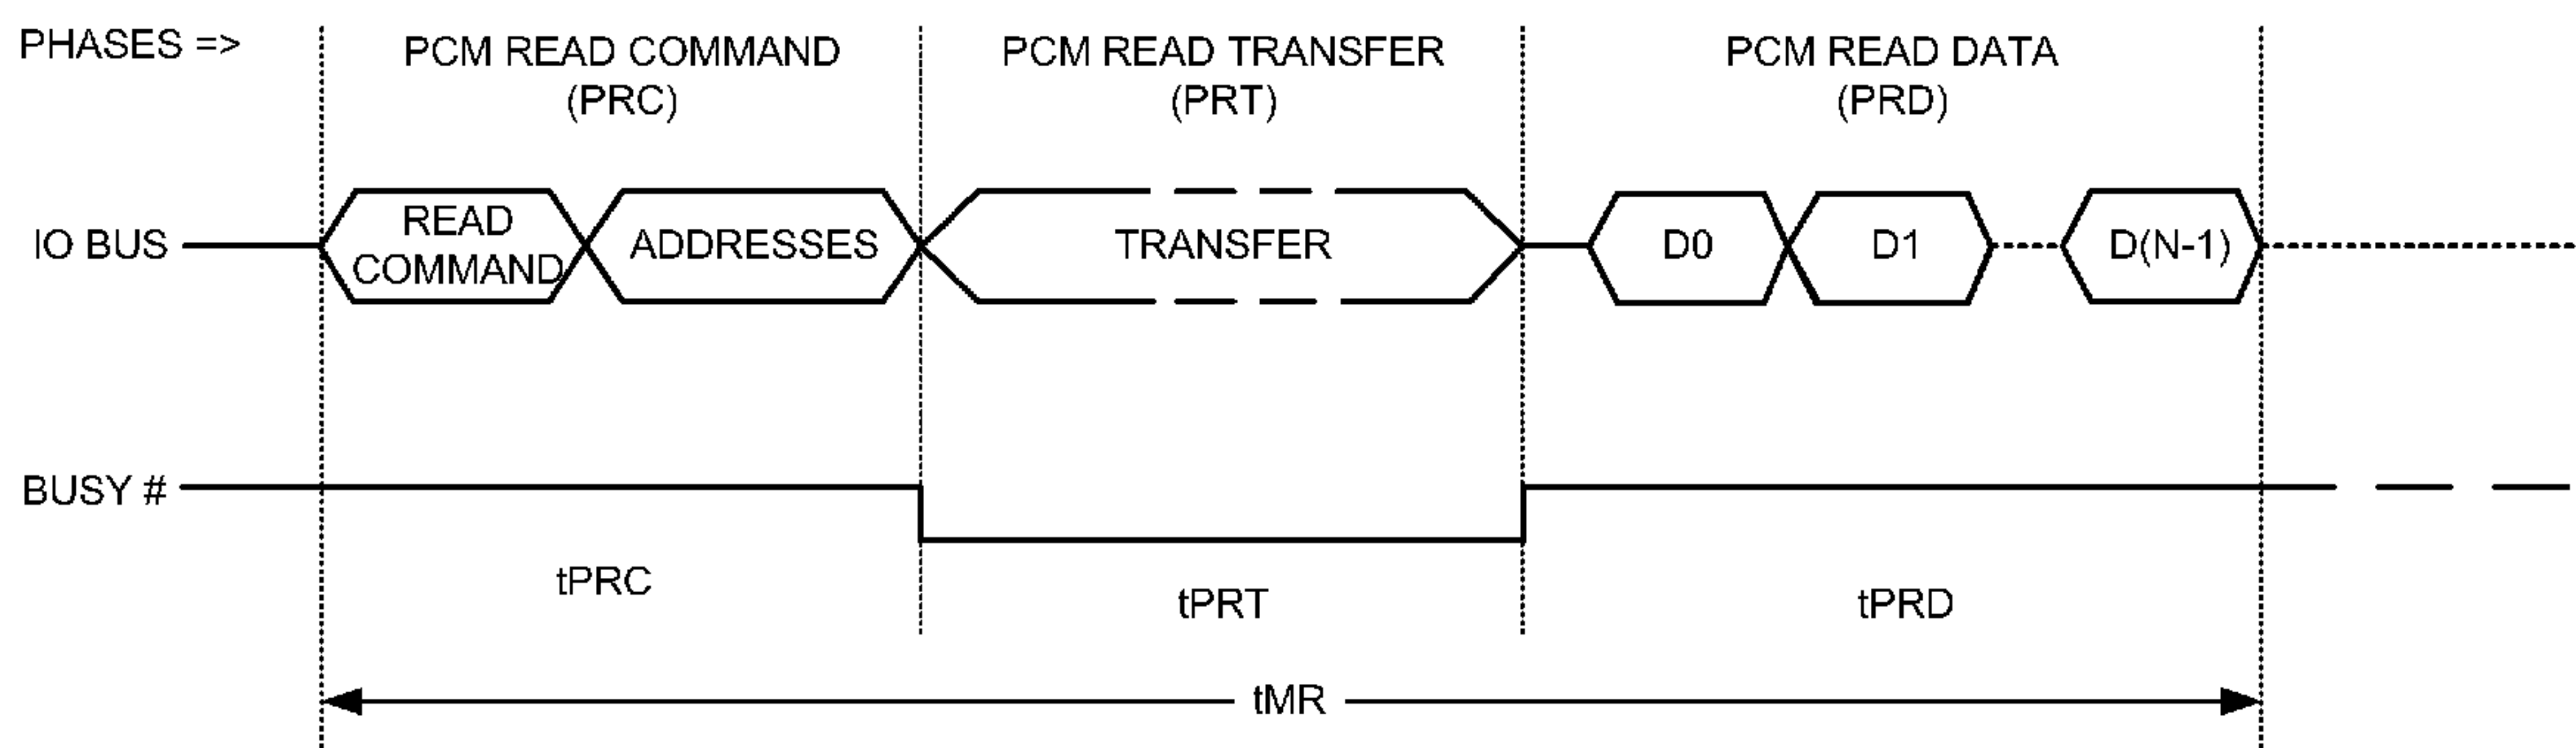 PHASES =>
PCM READ COMMAND
(PRC)
PCM READ TRANSFER
(PRT)
PCM READ DATA
(PRD)
IO BUS
READ
COMMAND
ADDRESSES
TRANSFER
D0
D1
D(N-1)
BUSY #
tPRC
tPRT
tPRD
tMR